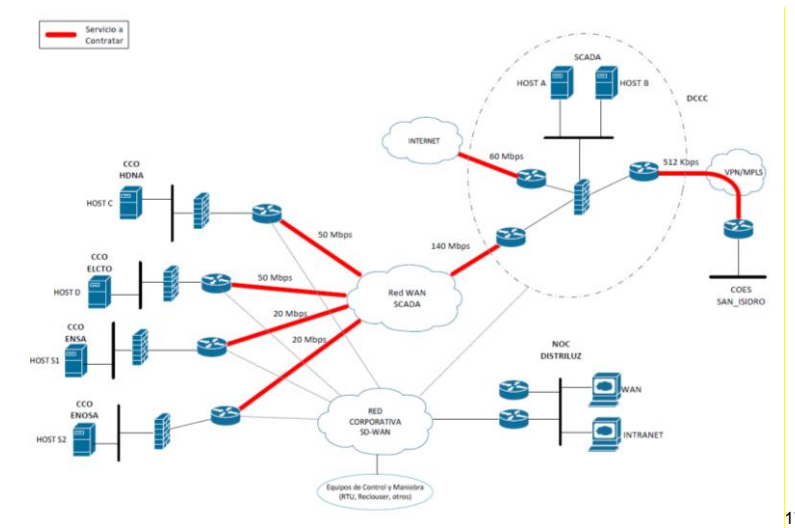 Servicio a
Contratar
SCADA
HOST A
HOST B
DCCC
INTERNET
60 Mbps
512 Kbps
VPN/MPLS
CCO
HDNA
HOST C
50 Mbps
140 Mbps
CCO
ELCTO
50 Mbps
HOST D
Red WAN
SCADA
COES
SAN_ISIDRO
CCO
ENSA
20 Mbps
HOST S1
20 Mbps
NOC
DISTRILUZ
CCO
ENOSA
WAN
RED
CORPORATIVA
SD-WAN
HOST S2
INTRANET
Equipos de Control y Maniobra
(RTU, Reclouser, otros)